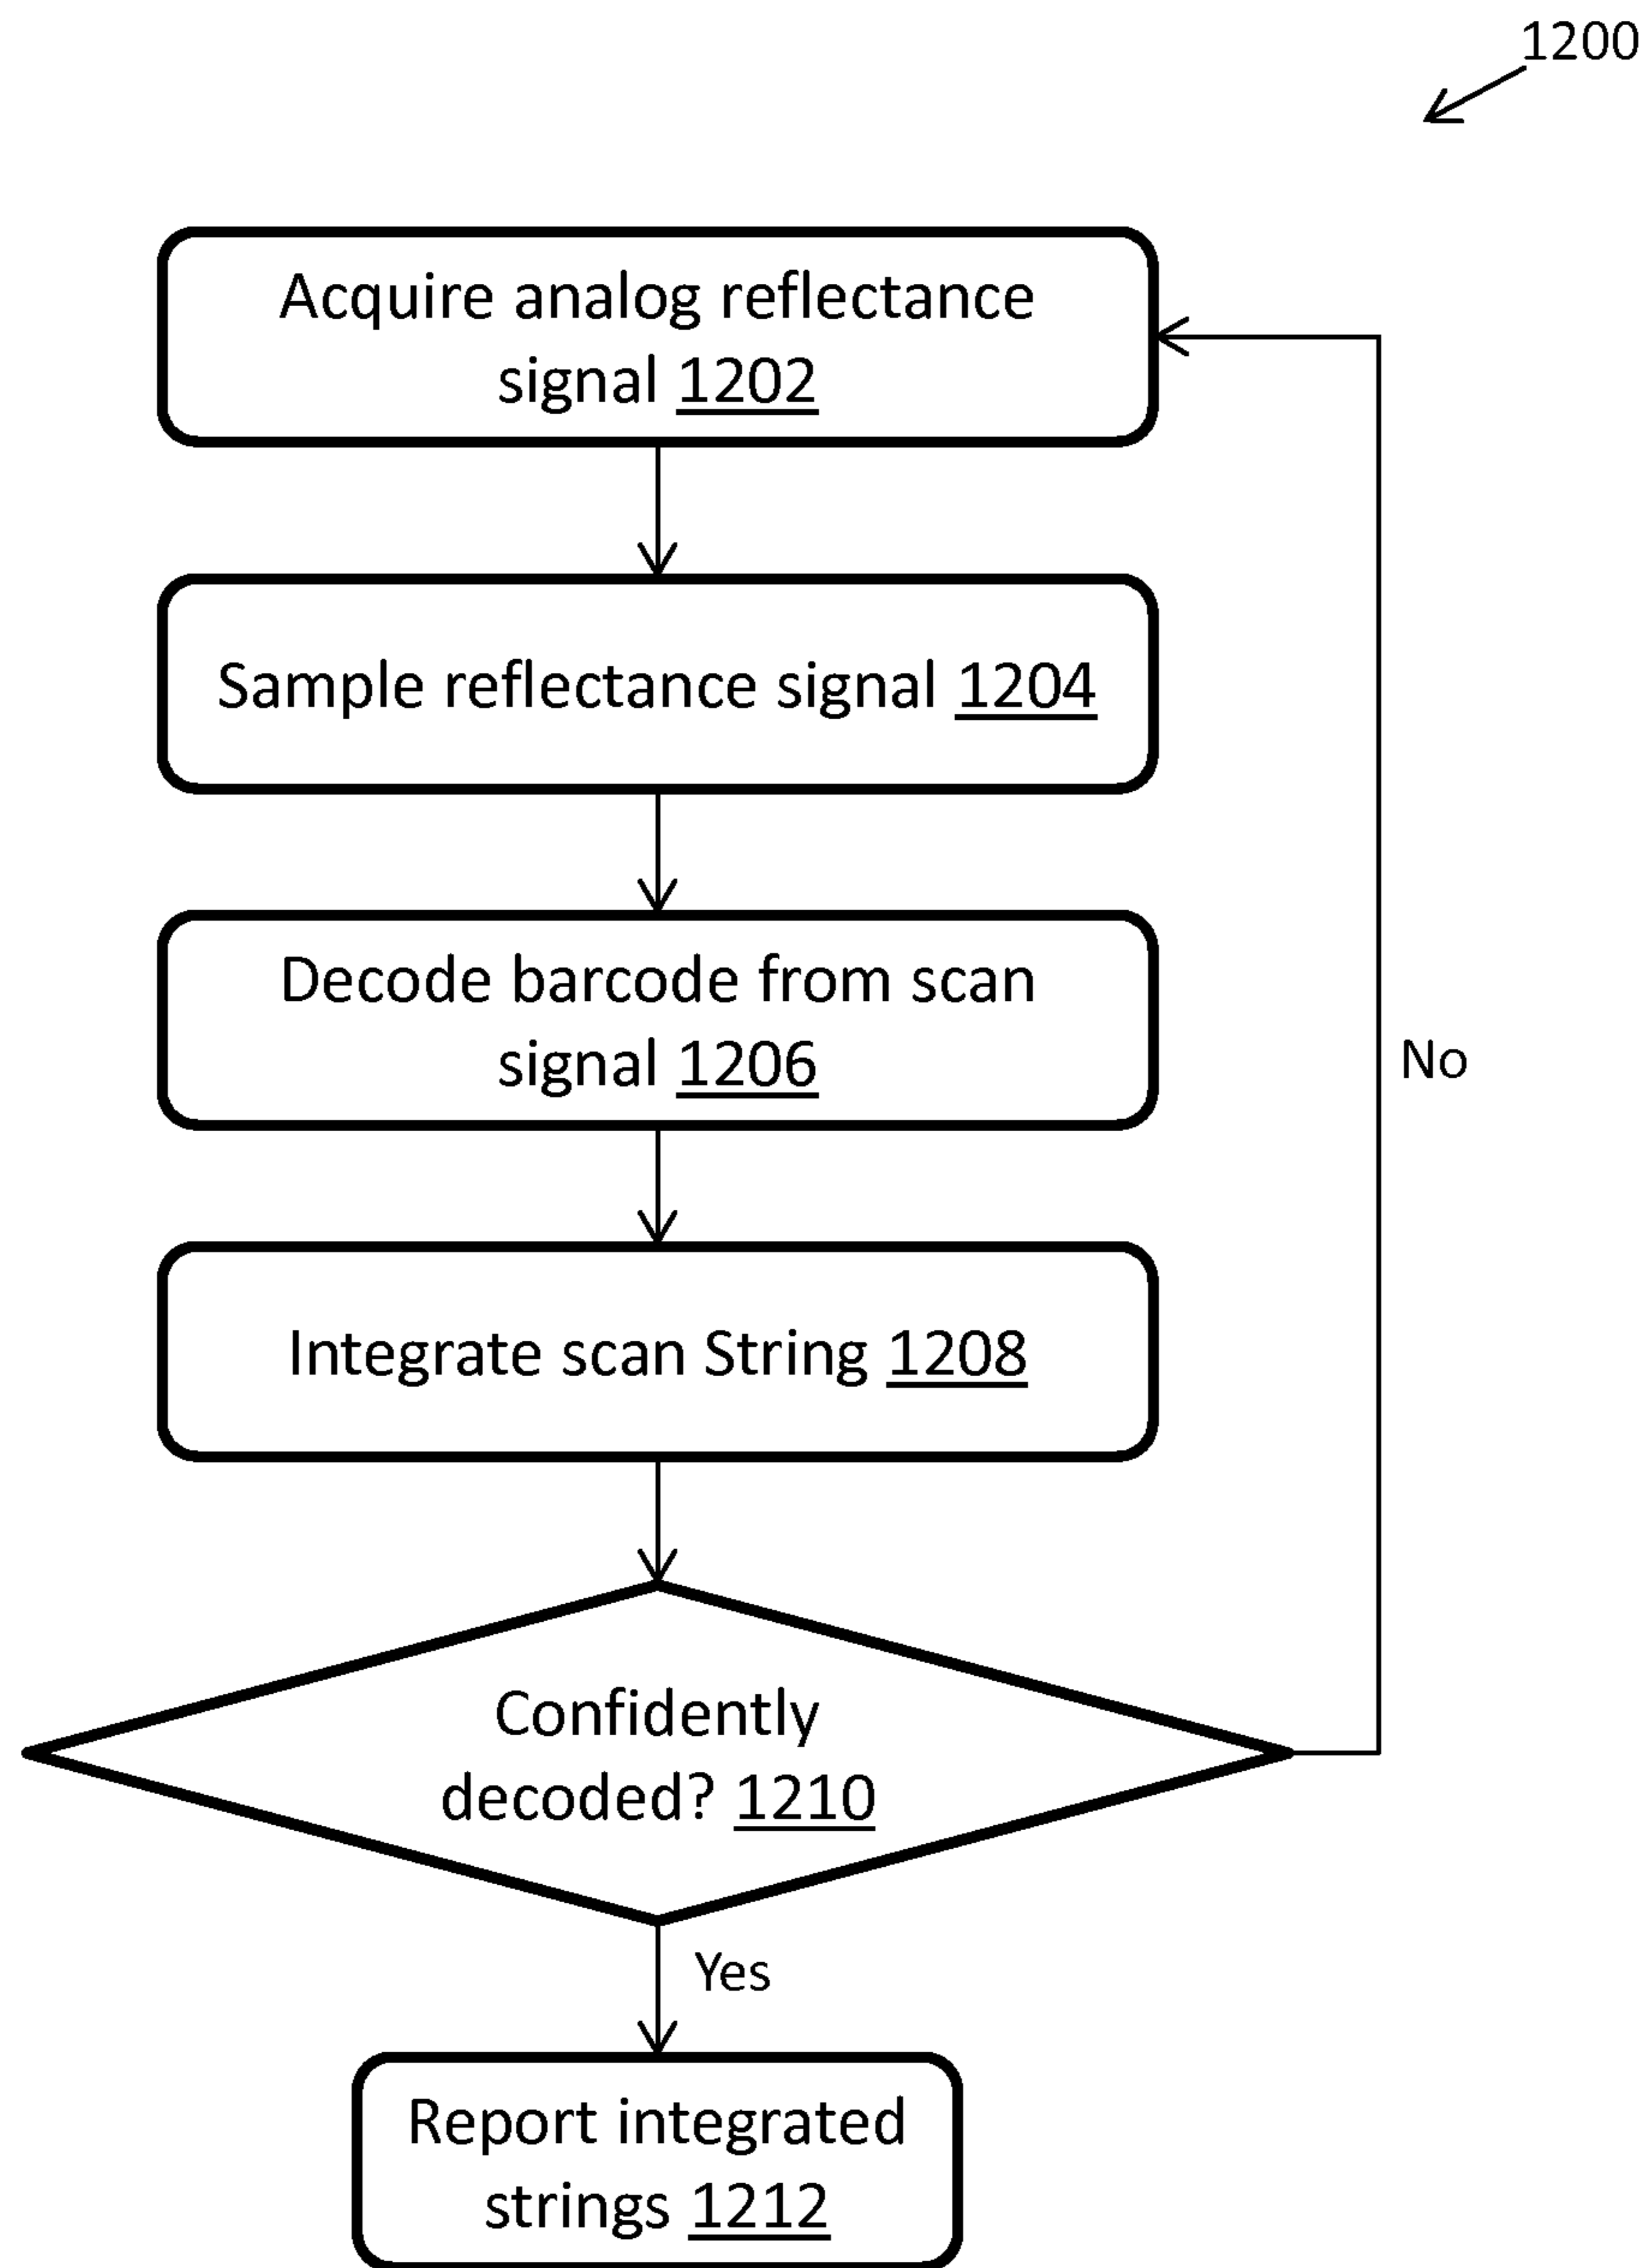 1200
Acquire analog reflectance
signal 1202
Sample reflectance signal 1204
Decode barcode from scan
signal 1206
No
Integrate scan String 1208
Confidently
decoded? 1210
Yes
Report integrated
strings 1212